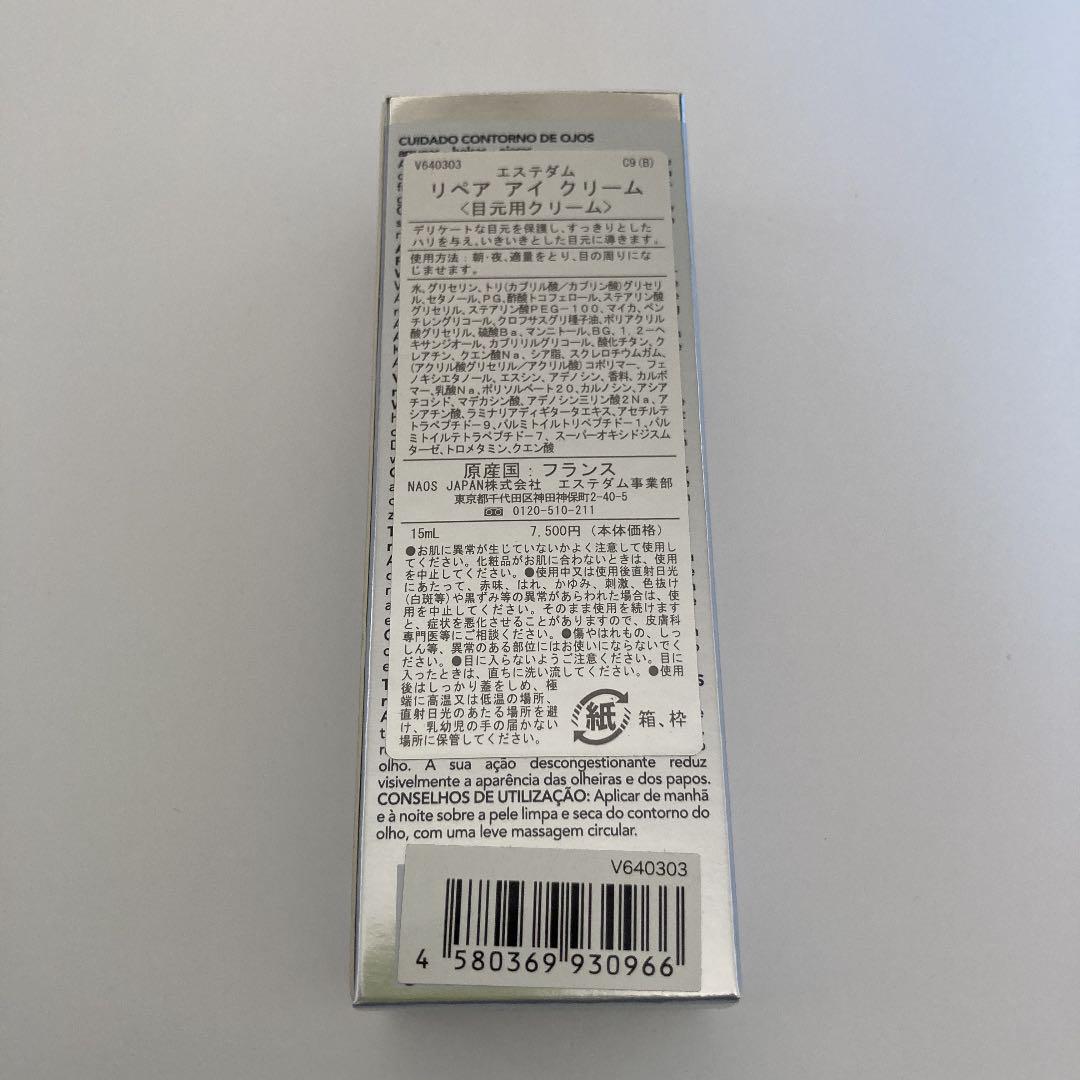 CUIDADO CONTORNO DE OJOS
V640303
C9(B)
エステダム
リペア アイ クリーム
<目元用クリーム>
デリケートな目元を保護し、すっきりとした
ハリを与え、いきいきとした目元に導きます。
使用方法:朝・夜、適量をとり、目の周りにな
じませます。
水、グリセリン、トリ(カプリル酸/カプリン酸)グリセリ
ル、セタノール、PG、酢酸トコフェロール、ステアリン酸
グリセリル、ステアリン酸PEG-100、マイカ、ペン
チレングリコール、クロフサスグリ種子油、ポリアクリル
酸グリセリル、硫酸Ba、マンニトール、BG、1,2-ヘ
キサンジオール、カプリリルグリコール、酸化チタン、ク
レアチン、クエン酸Na、シア脂、スクレロチウムガム、
(アクリル酸グリセリル/アクリル酸)コポリマー、フェ
ノキシエタノール、エスシン、アデノシン、香料、カルボ
マー、乳酸Na、ポリソルベート20、カルノシン、アシア
チコシド、マデカシン酸、アデノシン三リン酸2Na、ア
シアチン酸、ラミナリアディギタータエキス、アセチルテ
トラペプチド-9、パルミトイルトリペプチド-1、パル
ミトイルテトラペプチド-7、スーパーオキシドジスム
ターゼ、トロメタミン、クエン酸
原産国:フランス
NAOS JAPAN株式会社 エステダム事業部
東京都千代田区神田神保町2-40-5
0120-510-211
15mL 7,500円(本体価格)
●お肌に異常が生じていないかよく注意して使用し
てください。化粧品がお肌に合わないときは、使用
を中止してください。●使用中又は使用後直射日光
にあたって、赤味、はれ、かゆみ、刺激、色抜け
(白斑等)や黒ずみ等の異常があらわれた場合は、使
用を中止してください。そのまま使用を続けます
と、症状を悪化させることがありますので、皮膚科
専門医等にご相談ください。●傷やはれもの、しっ
しん等、異常のある部位にはお使いにならないでく
ださい。●目に入らないようご注意ください。目に
入ったときは、直ちに洗い流してください。●使用
後はしっかり蓋をしめ、極
端に高温又は低温の場所、
直射日光のあたる場所を避
け、乳幼児の手の届かない
場所に保管してください。
紙 箱、枠
olho. A sua ação descongestionante reduz
visivelmente a aparência das olheiras e dos papos.
CONSELHOS DE UTILIZAÇÃO: Aplicar de manhã
e à noite sobre a pele limpa e seca do contorno do
olho, com uma leve massagem circular.
V640303
4 580369 930966